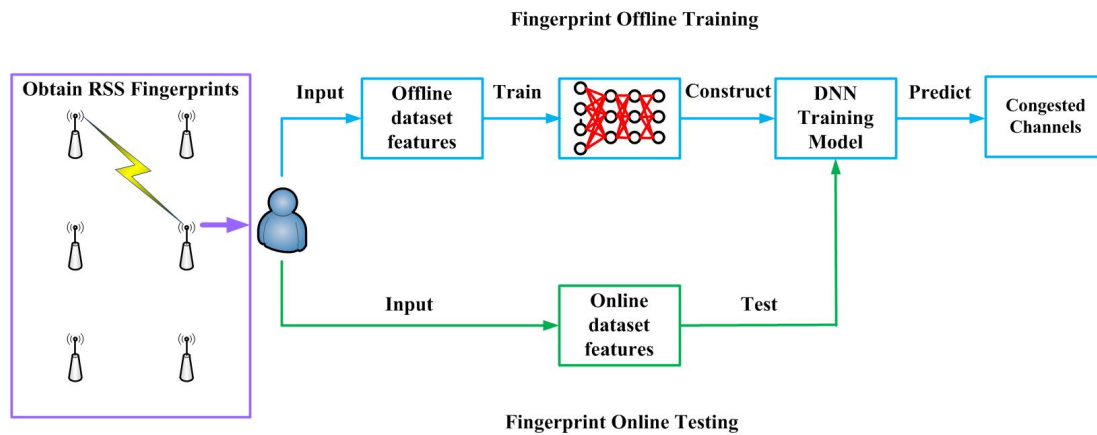 Fingerprint Offline Training
Obtain RSS Fingerprints
Input
Offline
dataset
features
Train
Construct
DNN
Training
Model
Predict
Congested
Channels
Input
Online
dataset
features
Test
Fingerprint Online Testing